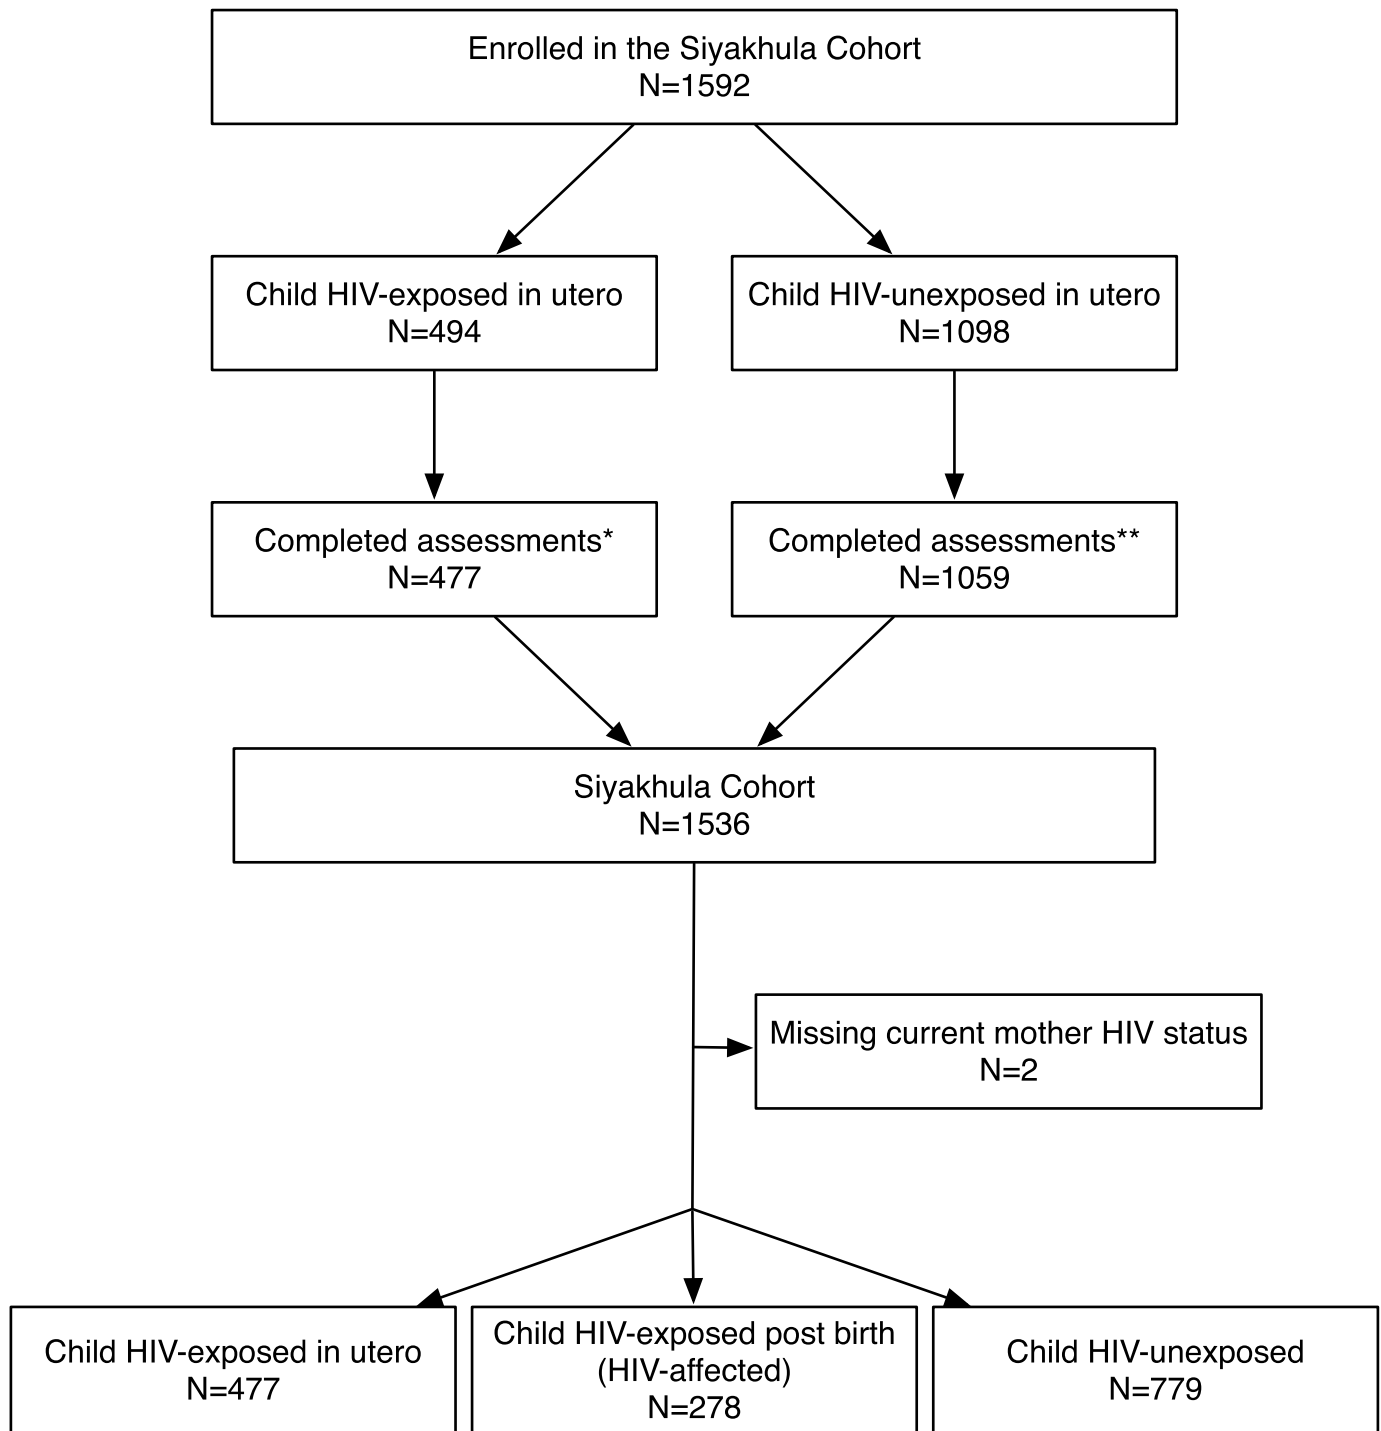 Enrolled in the Siyakhula Cohort
N=1592
Child HIV-exposed in utero
N=494
Child HIV-unexposed in utero
N=1098
Completed assessments*
N=477
Completed assessments**
N=1059
Siyakhula Cohort
N=1536
Missing current mother HIV status
N=2
Child HIV-exposed in utero
N=477
Child HIV-exposed post birth
(HIV-affected)
N=278
Child HIV-unexposed
N=779